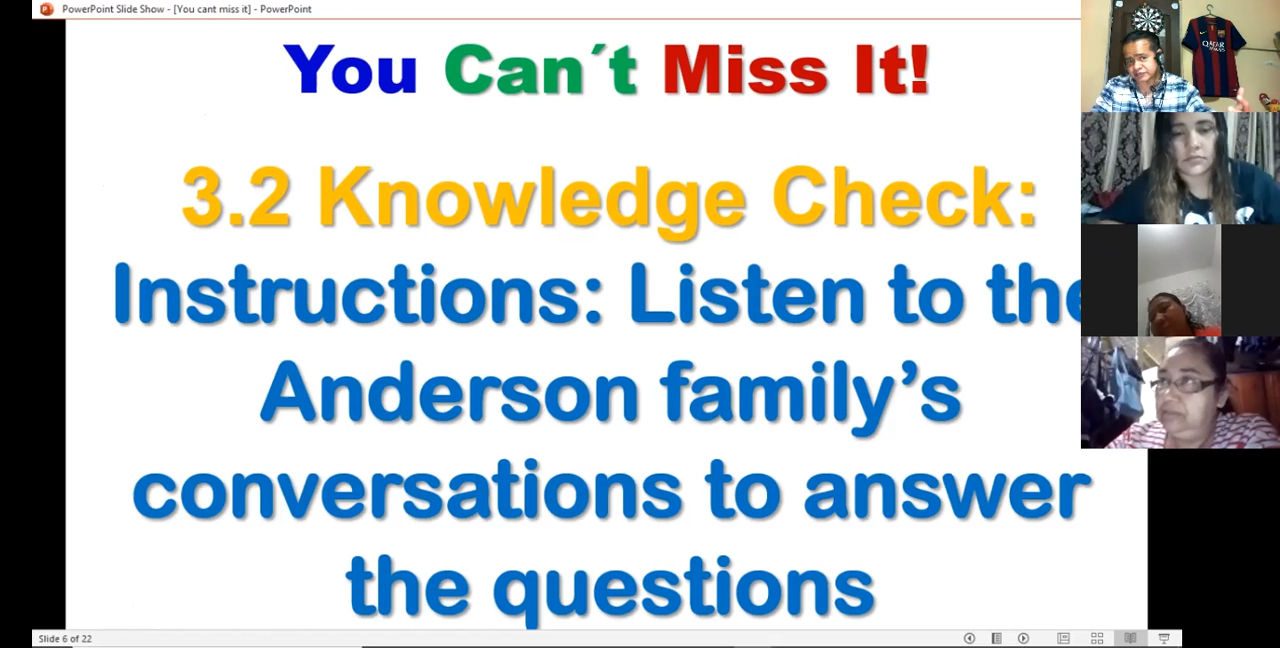 PowerPoint Slide Show - [You cant miss it] - PowerPoint
You Can´t Miss It!
3.2 Knowledge Check:
Instructions: Listen to the
Anderson family’s
conversations to answer
the questions
Slide 6 of 22